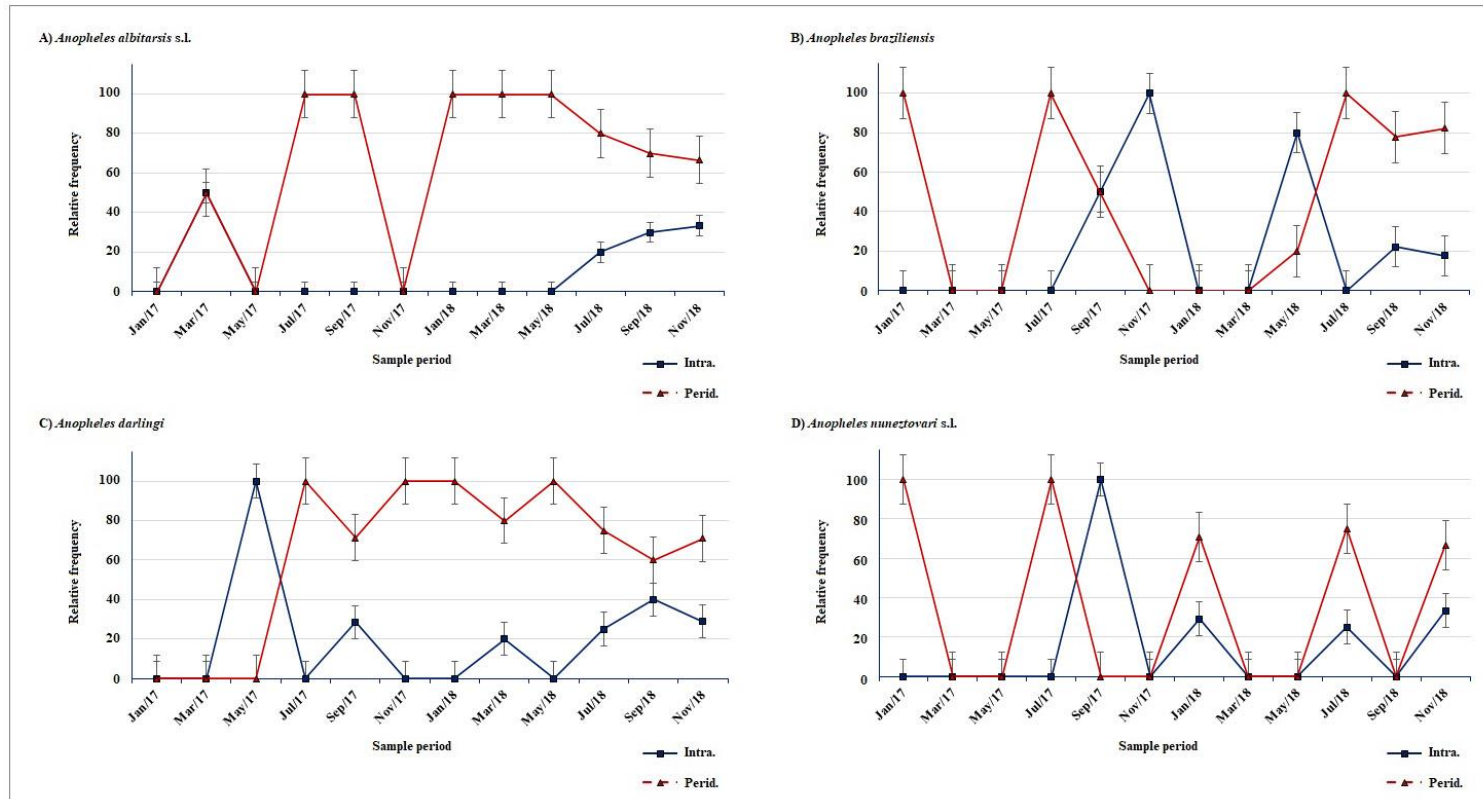 A) Anopheles albitarsis s.l.
Relative frequency
100
80
60
40
20
0
Jan/17
Mar/17
May/17
Jul/17
Sep/17
Nov/17
Jan/18
Mar/18
May/18
Jul/18
Sep/18
Nov/18
Sample period
Intra.
Perid.
B) Anopheles braziliensis
Relative frequency
100
80
60
40
20
0
Jan/17
Mar/17
May/17
Jul/17
Sep/17
Nov/17
Jan/18
Mar/18
May/18
Jul/18
Sep/18
Nov/18
Sample period
Intra.
Perid.
C) Anopheles darlingi
Relative frequency
100
80
60
40
20
0
Jan/17
Mar/17
May/17
Jul/17
Sep/17
Nov/17
Jan/18
Mar/18
May/18
Jul/18
Sep/18
Nov/18
Sample period
Intra.
Perid.
D) Anopheles nuneztovari s.l.
Relative frequency
100
80
60
40
20
0
Jan/17
Mar/17
May/17
Jul/17
Sep/17
Nov/17
Jan/18
Mar/18
May/18
Jul/18
Sep/18
Nov/18
Sample period
Intra.
Perid.